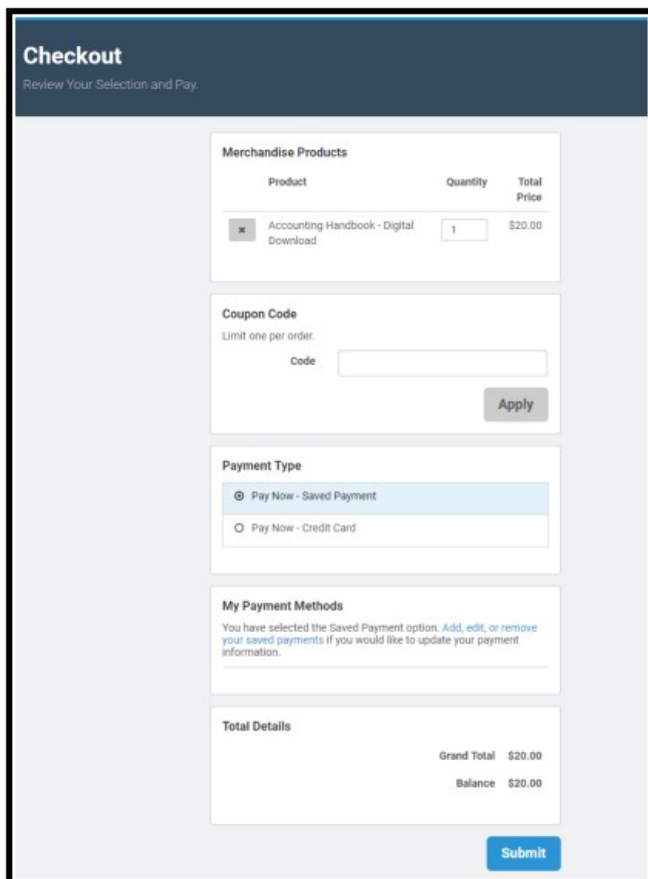 Checkout
Review Your Selection and Pay.
Merchandise Products
Product Quantity Total
Price
Accounting Handbook - Digital 1 $20.00
Download
Coupon Code
Limit one per order.
Code
Apply
Payment Type
Pay Now - Saved Payment
Pay Now - Credit Card
My Payment Methods
You have selected the Saved Payment option. Add, edit, or remove
your saved payments if you would like to update your payment
information.
Total Details
Grand Total $20.00
Balance $20.00
Submit